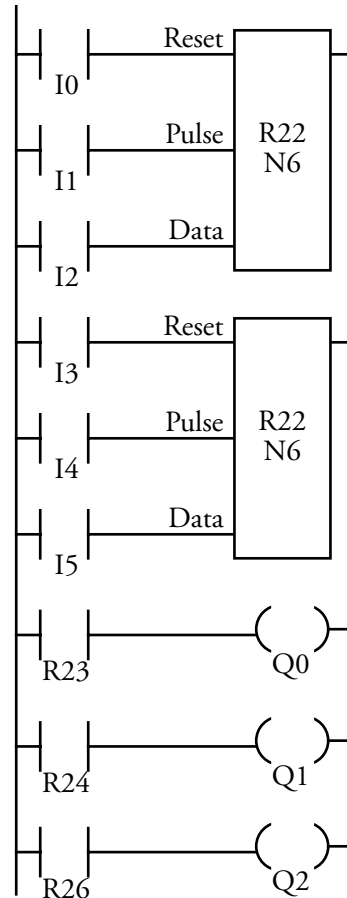 Reset
I0
R22
N6
Pulse
I1
Data
I2
Reset
I3
R22
N6
Pulse
I4
Data
I5
R23
Q0
R24
Q1
R26
Q2